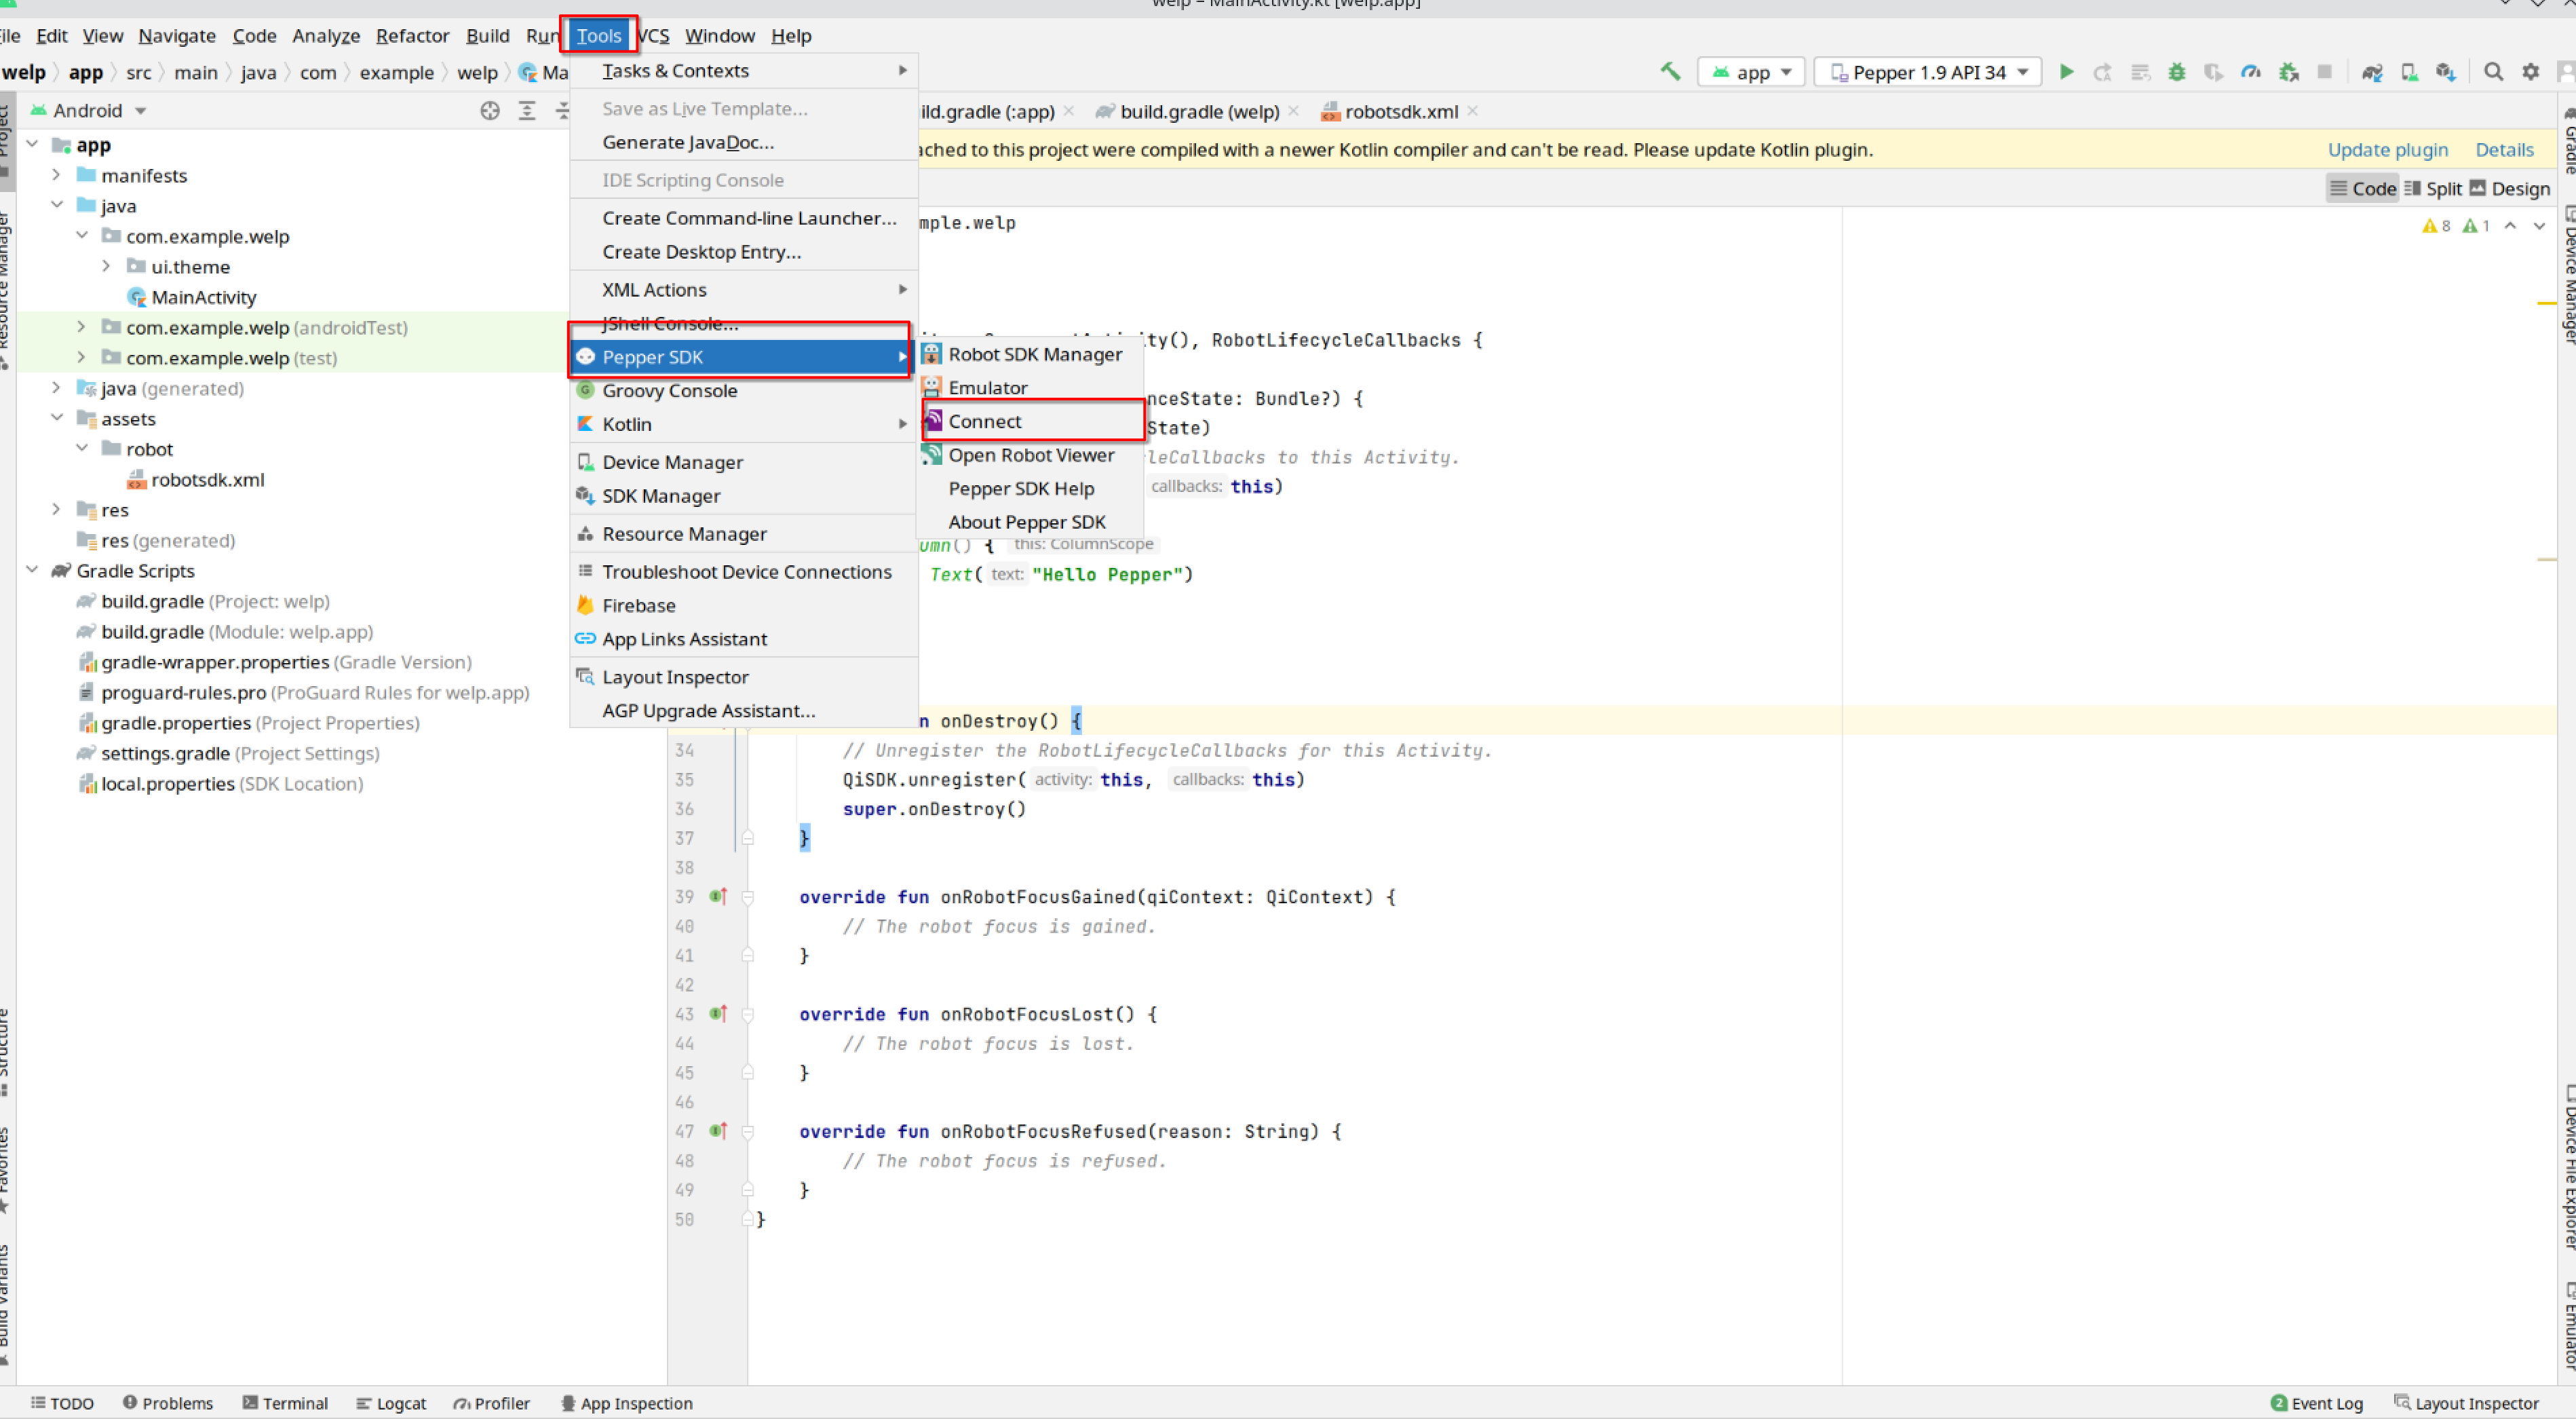 welp – MainActivity.kt [welp.app]
File Edit View Navigate Code Analyze Refactor Build Run Tools VCS Window Help
welp app src main java com example welp Ma
app Pepper 1.9 API 34
Android
ild.gradle (:app) build.gradle (welp) robotsdk.xml
ached to this project were compiled with a newer Kotlin compiler and can't be read. Please update Kotlin plugin. Update plugin Details
Code Split Design
8 1
Project
Resource Manager
Structure
Favorites
Build Variants
app
manifests
java
com.example.welp
ui.theme
MainActivity
com.example.welp (androidTest)
com.example.welp (test)
java (generated)
assets
robot
robotsdk.xml
res
res (generated)
Gradle Scripts
build.gradle (Project: welp)
build.gradle (Module: welp.app)
gradle-wrapper.properties (Gradle Version)
proguard-rules.pro (ProGuard Rules for welp.app)
gradle.properties (Project Properties)
settings.gradle (Project Settings)
local.properties (SDK Location)
Tasks & Contexts
Save as Live Template...
Generate JavaDoc...
IDE Scripting Console
Create Command-line Launcher...
Create Desktop Entry...
XML Actions
JShell Console...
Pepper SDK
Groovy Console
Kotlin
Device Manager
SDK Manager
Resource Manager
Troubleshoot Device Connections
Firebase
App Links Assistant
Layout Inspector
AGP Upgrade Assistant...
Robot SDK Manager
Emulator
Connect
Open Robot Viewer
Pepper SDK Help
About Pepper SDK
mple.welp
ty(), RobotLifecycleCallbacks {
nceState: Bundle?) {
State)
leCallbacks to this Activity.
callbacks: this)
umn() { this: ColumnScope
Text( text: "Hello Pepper")
n onDestroy() {
34 // Unregister the RobotLifecycleCallbacks for this Activity.
35 QiSDK.unregister( activity: this, callbacks: this)
36 super.onDestroy()
37 }
38
39 override fun onRobotFocusGained(qiContext: QiContext) {
40 // The robot focus is gained.
41 }
42
43 override fun onRobotFocusLost() {
44 // The robot focus is lost.
45 }
46
47 override fun onRobotFocusRefused(reason: String) {
48 // The robot focus is refused.
49 }
50 }
Gradle
Device Manager
Device File Explorer
Emulator
TODO Problems Terminal Logcat Profiler App Inspection 2 Event Log Layout Inspector